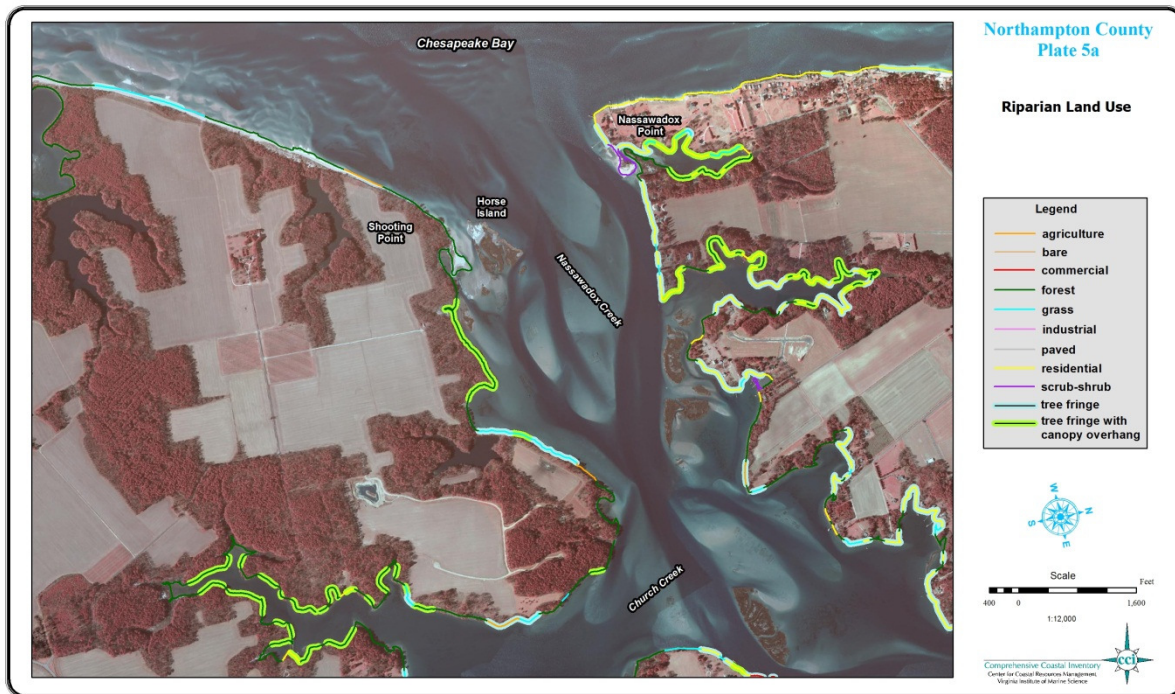 Chesapeake Bay
Nassawadox
Point
Horse
Island
Shooting
Point
Nassawadox Creek
Church Creek
Northampton County
Plate 5a
Riparian Land Use
Legend
agriculture
bare
commercial
forest
grass
industrial
paved
residential
scrub-shrub
tree fringe
tree fringe with
canopy overhang
W
N
S
E
Scale
Feet
400 0 1,600
1:12,000
cci
Comprehensive Coastal Inventory
Center for Coastal Resources Management,
Virginia Institute of Marine Science